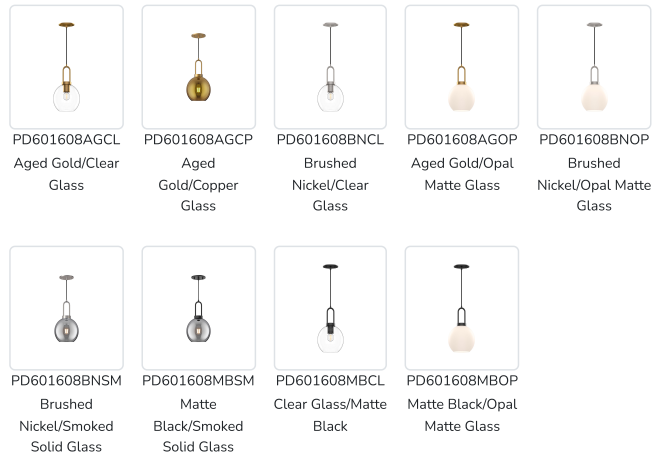 PD601608AGCL
Aged Gold/Clear
Glass
PD601608AGCP
Aged
Gold/Copper
Glass
PD601608BNCL
Brushed
Nickel/Clear
Glass
PD601608AGOP
Aged Gold/Opal
Matte Glass
PD601608BNOP
Brushed
Nickel/Opal Matte
Glass
PD601608BNSM
Brushed
Nickel/Smoked
Solid Glass
PD601608MBSM
Matte
Black/Smoked
Solid Glass
PD601608MBCL
Clear Glass/Matte
Black
PD601608MBOP
Matte Black/Opal
Matte Glass